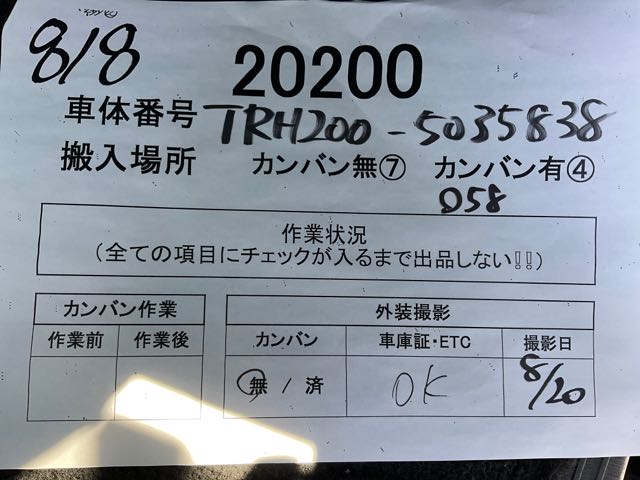 8/8
20200
車体番号 TRH200-5035838
搬入場所 カンバン無⑦ カンバン有④
058
作業状況
(全ての項目にチェックが入るまで出品しない!!)
カンバン作業 外装撮影
作業前 作業後 カンバン 車庫証・ETC 撮影日
無 / 済 OK 8/20